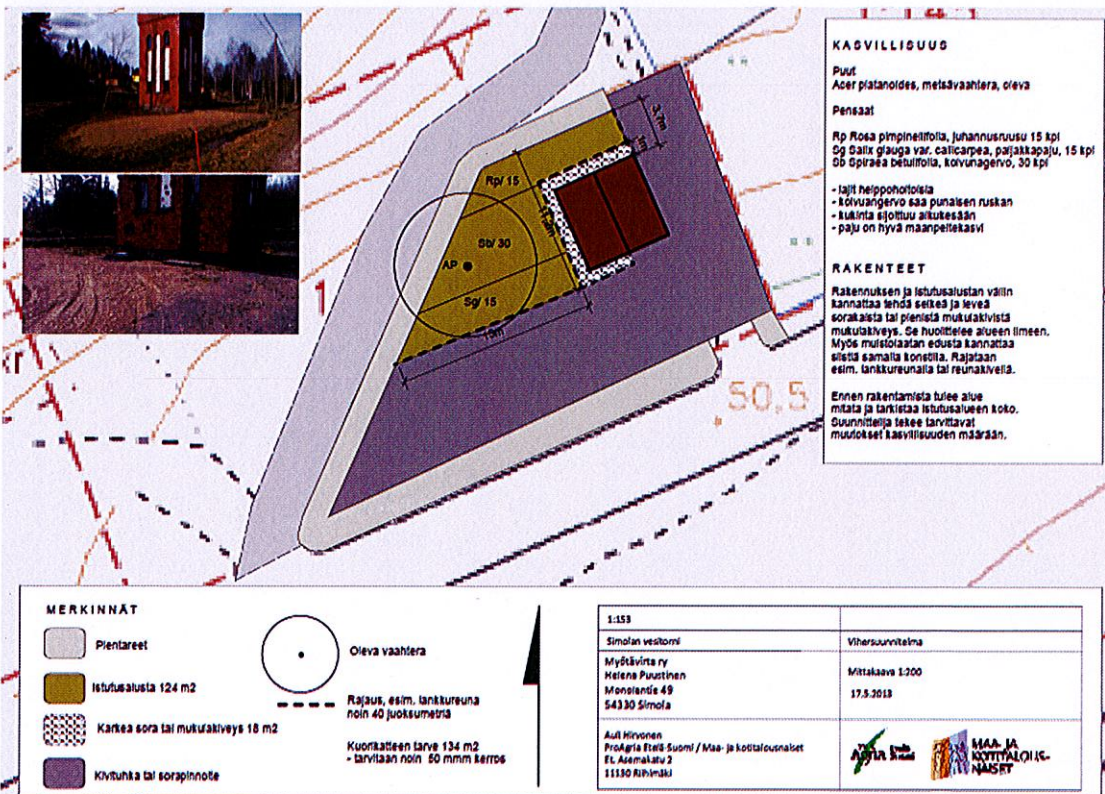 KASVILLISUUS
Puut
Acer platanoides, metsävaahtera, oleva
Pensaat
Rp Rosa pimpinellifolia, juhannusruusu 15 kpl
Sg Salix glauga var. callicarpea, paljakkapaju, 15 kpl
Sb Spiraea betulifolia, koivunagervo, 30 kpl
- lajit helppohoitoisia
- koivuangervo saa punaisen ruskan
- kukinta sijoittuu alkukesään
- paju on hyvä maanpeitekasvi
RAKENTEET
Rakennuksen ja istutusalustan väliin
kannattaa tehdä selkeä ja leveä
sorakaista tai pienistä mukulakivistä
mukulakiveys. Se huolittelee alueen ilmeen.
Myös muistolaatan edusta kannattaa
siistiä samalla konstilla. Rajataan
esim. lankkureunalla tai reunakivellä.
Ennen rakentamista tulee alue
mitata ja tarkistaa istutusalueen koko.
Suunnittelija tekee tarvittavat
muutokset kasvillisuuden määrään.
3,7m
1m
Rp/ 15
Sb/ 30
AP
Sg/ 15
50,5
MERKINNÄT
Pientareet
Istutusalusta 124 m2
Karkea sora tai mukulakiveys 18 m2
Kivituhka tai sorapinnoite
Oleva vaahtera
Rajaus, esim. lankkureuna
noin 40 juoksumetriä
Kuorikatteen tarve 134 m2
- tarvitaan noin 50 mmm kerros
1:153
Simolan vesitorni
Vihersuunnitelma
Myötävirta ry
Helena Puustinen
Monolantie 49
54330 Simola
Mittakaava 1:200
17.5.2013
Auli Hirvonen
ProAgria Etelä-Suomi / Maa- ja kotitalousnaiset
Et. Asemakatu 2
11130 Riihimäki
MAA- JA
KOTITALOUS-
NAISET